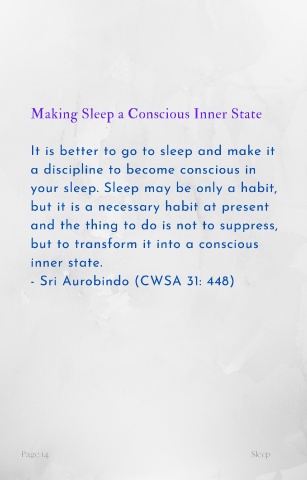 Making Sleep a Conscious Inner State
It is better to go to sleep and make it
a discipline to become conscious in
your sleep. Sleep may be only a habit,
but it is a necessary habit at present
and the thing to do is not to suppress,
but to transform it into a conscious
inner state.
- Sri Aurobindo (CWSA 31: 448)
Page 14
Sleep